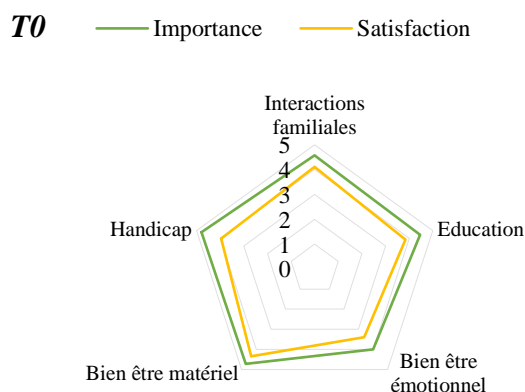 T0
Importance
Satisfaction
Interactions
familiales
5
4
3
2
1
0
Education
Handicap
Bien être matériel
Bien être
émotionnel